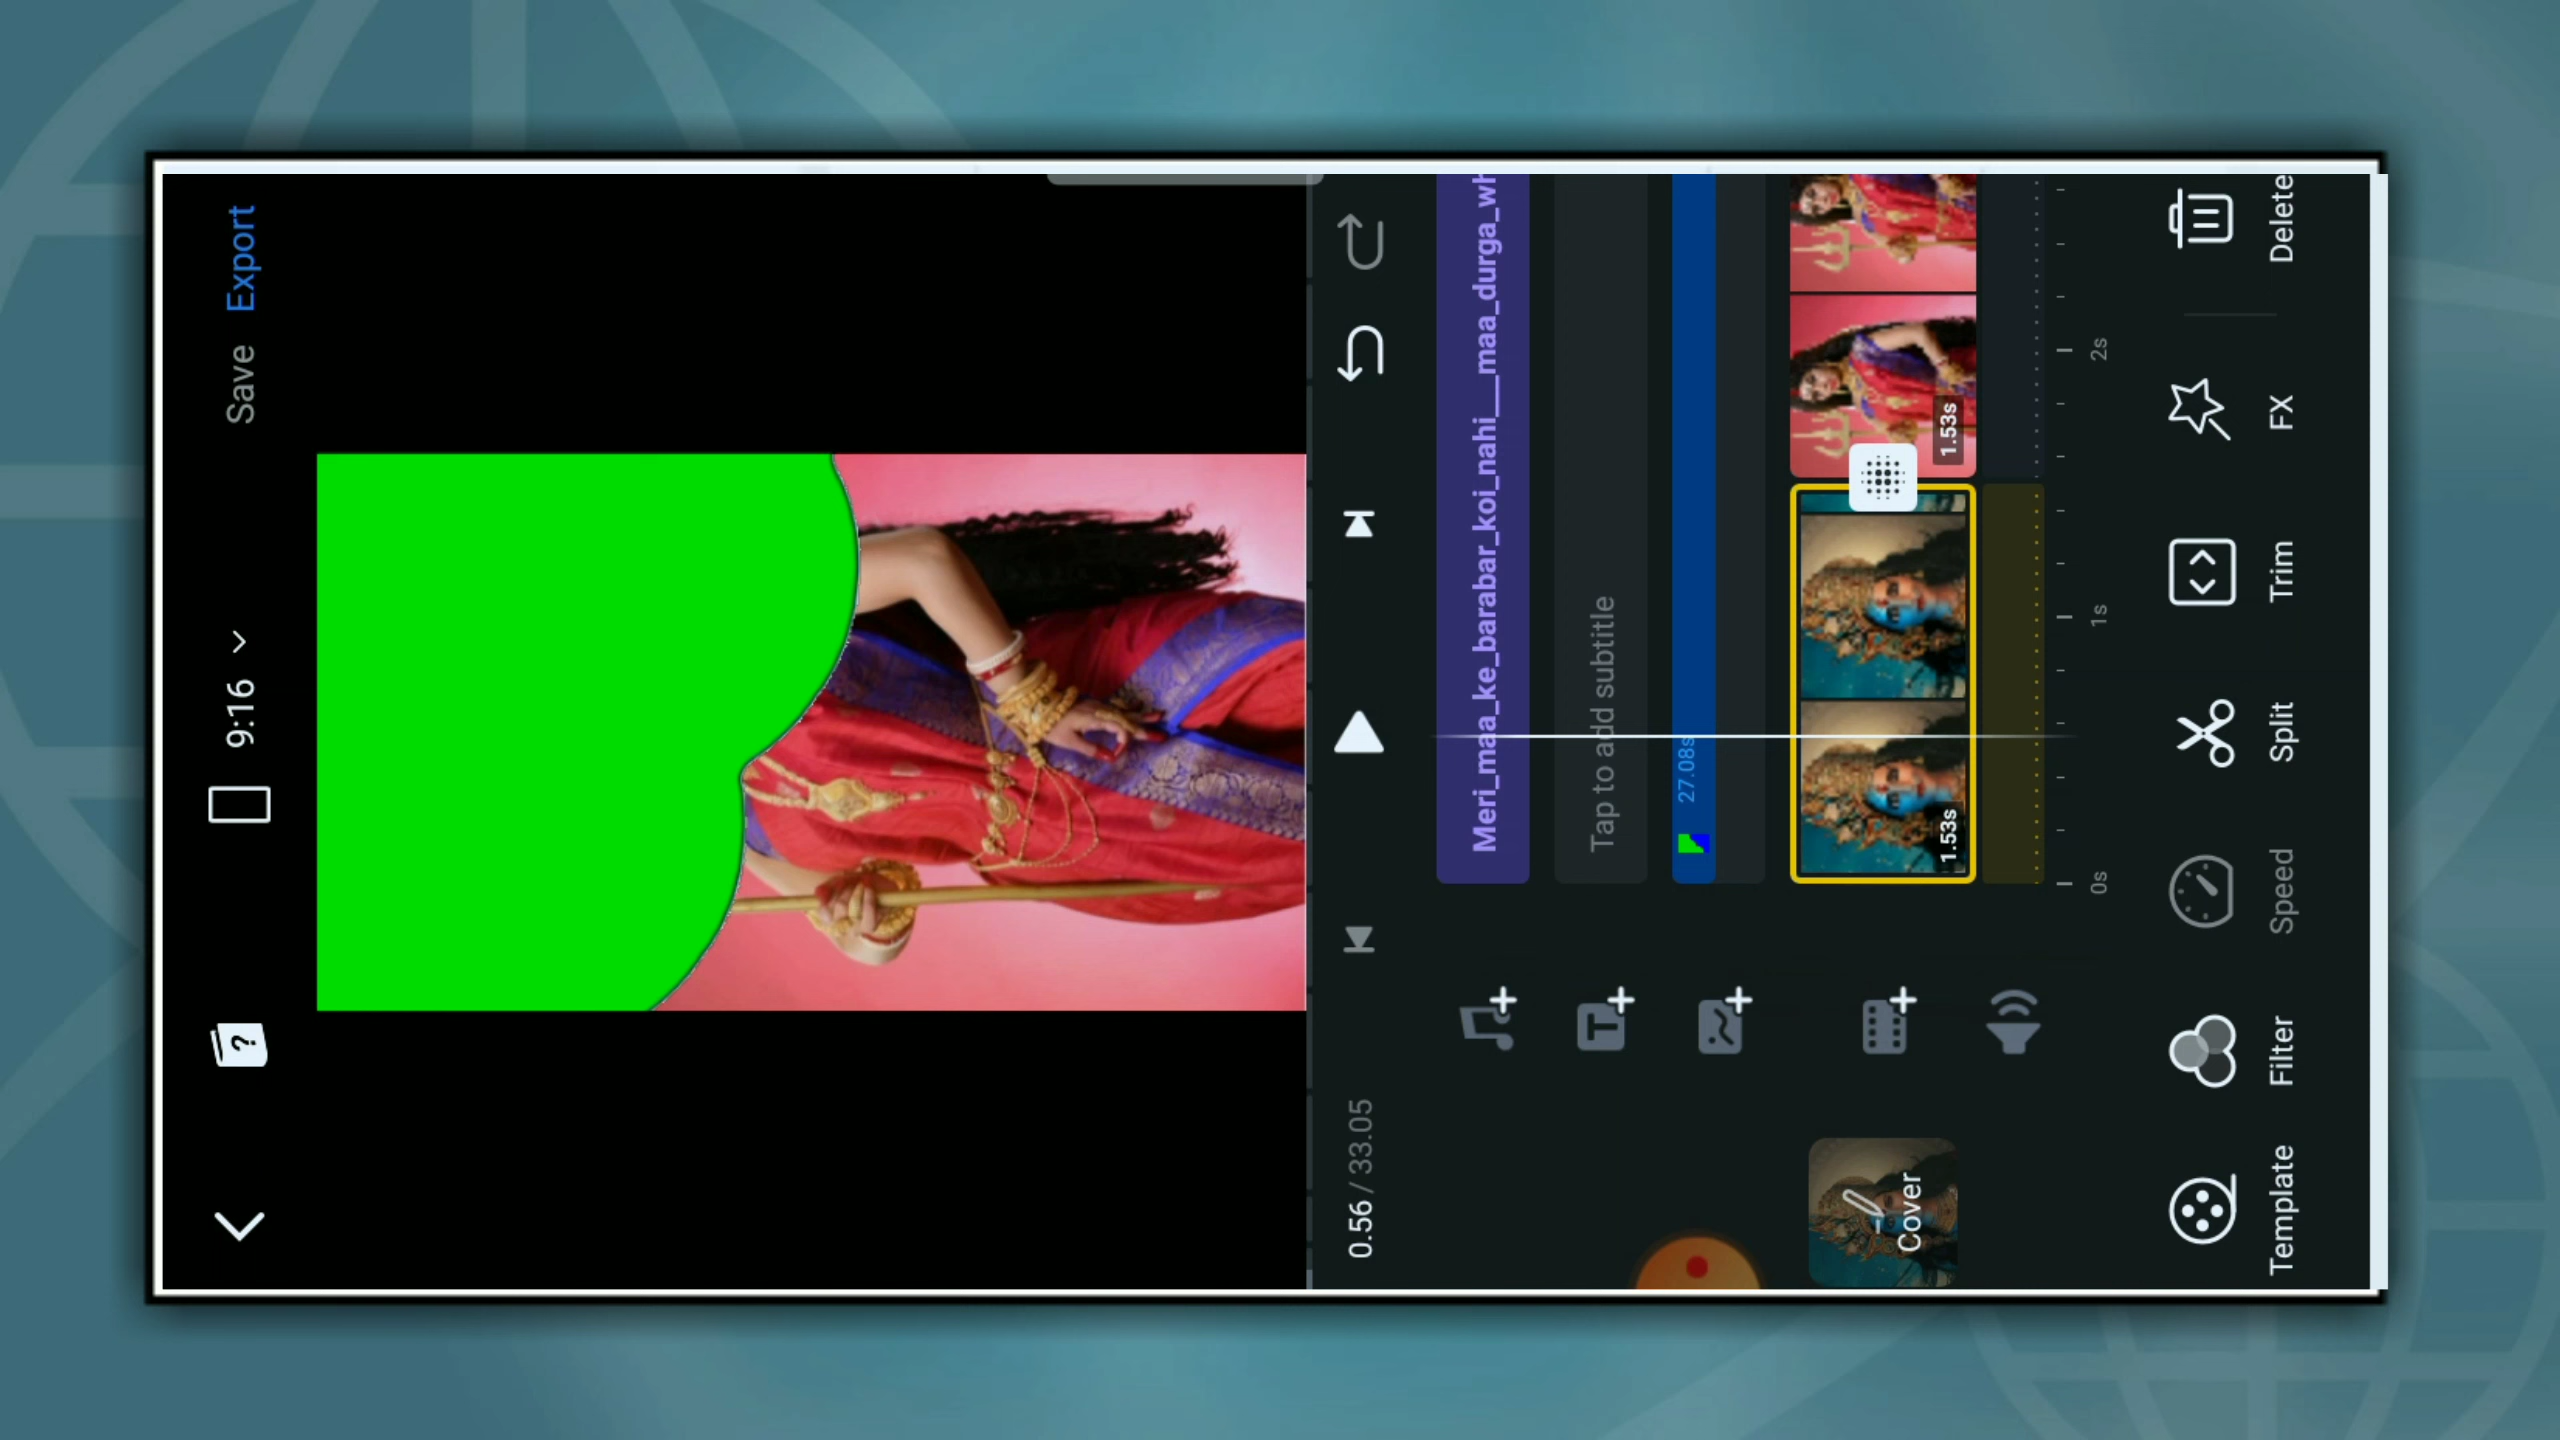 9:16
Save
Export
0.56 / 33.05
Meri_maa_ke_barabar_koi_nahi__maa_durga_wh
Tap to add subtitle
27.08s
Cover
1.53s
1.53s
0s
1s
2s
Template
Filter
Speed
Split
Trim
FX
Delete